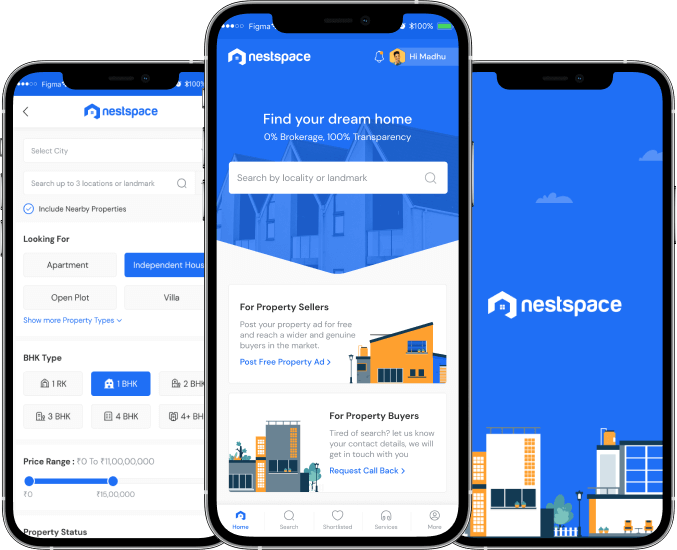 Figma
100%
nestspace
Select City
Search up to 3 locations or landmark
Include Nearby Properties
Looking For
Apartment
Independent Hous
Open Plot
Villa
Show more Property Types
BHK Type
1 RK
1 BHK
2 BH
3 BHK
4 BHK
4+ BH
Price Range : ₹0 To ₹11,00,00,000
₹0
₹15,00,000
Property Status
Figma
100%
nestspace
Hi Madhu
Find your dream home
0% Brokerage, 100% Transparency
Search by locality or landmark
For Property Sellers
Post your property ad for free
and reach a wider and genuine
buyers in the market.
Post Free Property Ad >
For Property Buyers
Tired of search? let us know
your contact details, we will
get in touch with you
Request Call Back >
Home
Search
Shortlisted
Services
More
nestspace